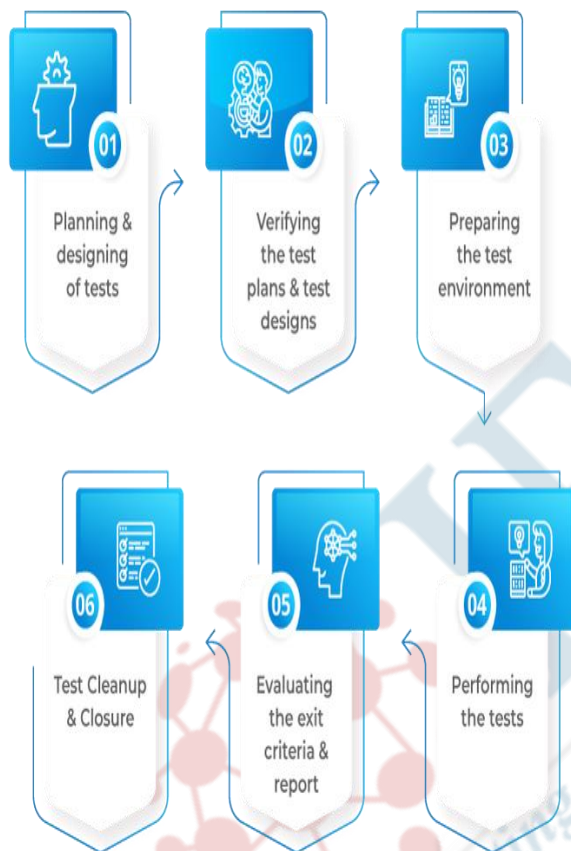 01
Planning &
designing
of tests
02
Verifying
the test
plans & test
designs
03
Preparing
the test
environment
04
Performing
the tests
05
Evaluating
the exit
criteria &
report
06
Test Cleanup
& Closure